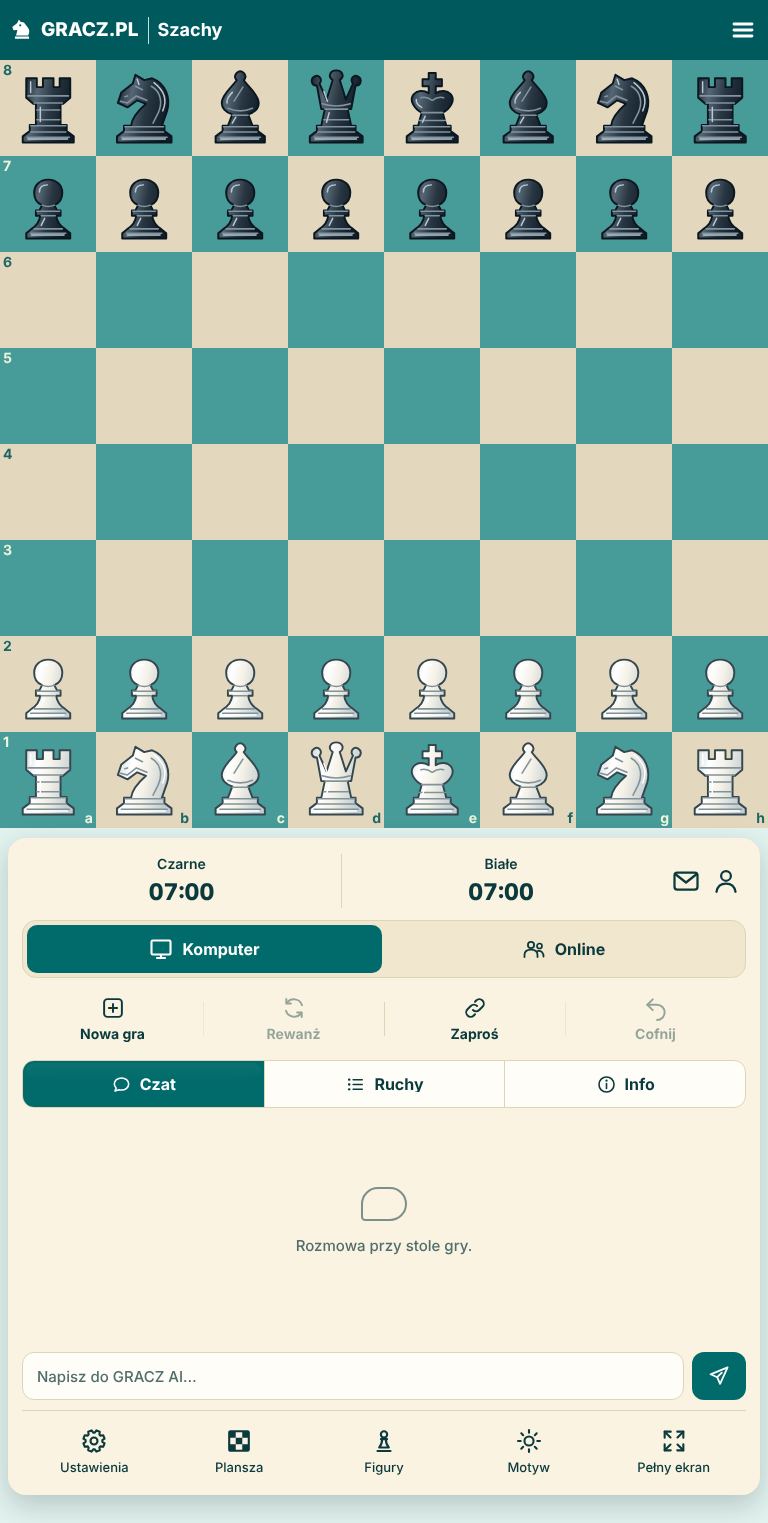 GRACZ.PL Szachy
8
7
6
5
4
3
2
1
a b c d e f g h
Czarne Białe
07:00 07:00
Komputer Online
Nowa gra Rewanż Zaproś Cofnij
Czat Ruchy Info
Rozmowa przy stole gry.
Napisz do GRACZ AI...
Ustawienia Plansza Figury Motyw Pełny ekran